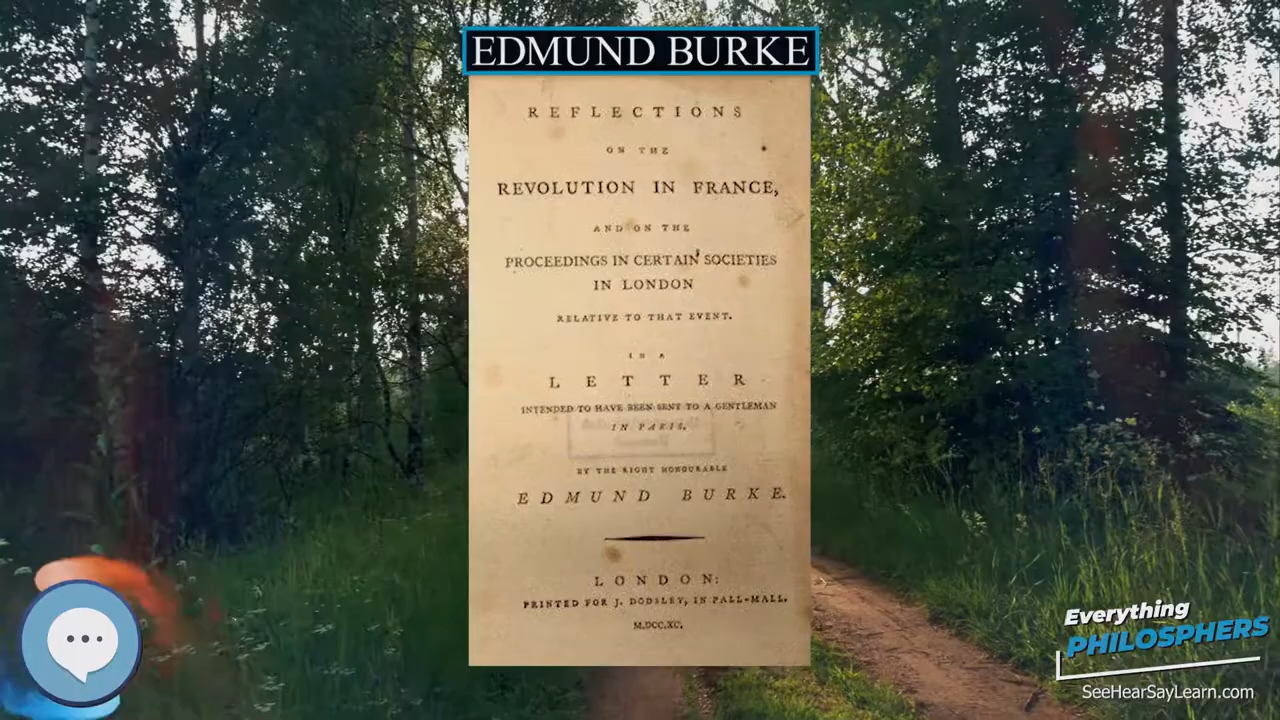 EDMUND BURKE
REFLECTIONS
ON THE
REVOLUTION IN FRANCE,
AND ON THE
PROCEEDINGS IN CERTAIN SOCIETIES
IN LONDON
RELATIVE TO THAT EVENT.
IN A
LETTER
INTENDED TO HAVE BEEN SENT TO A GENTLEMAN
IN PARIS.
BY THE RIGHT HONOURABLE
EDMUND BURKE.
LONDON:
PRINTED FOR J. DODSLEY, IN PALL-MALL.
M.DCC.XC.
Everything
PHILOSPHERS
SeeHearSayLearn.com